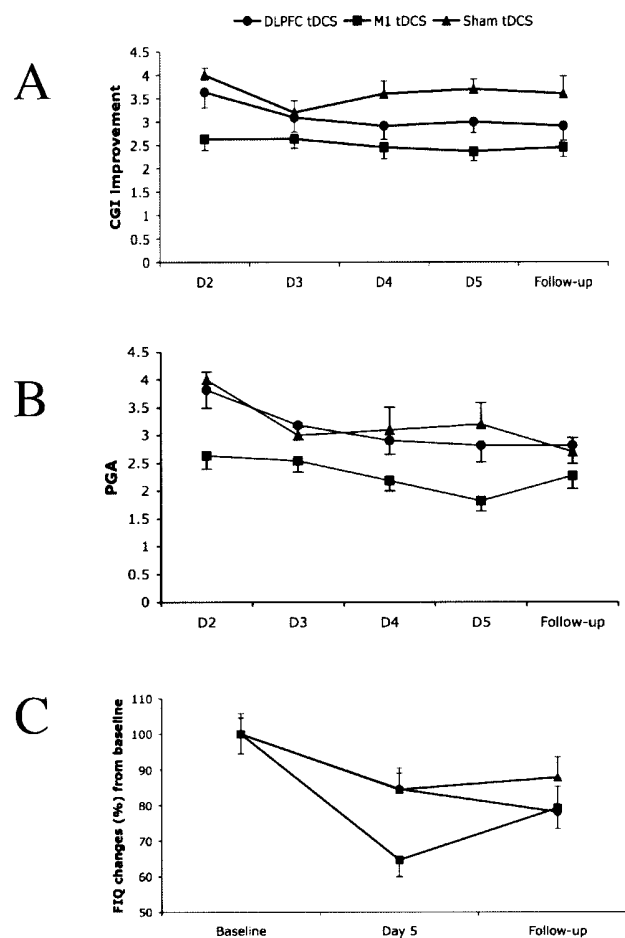 DLPFC tDCS M1 tDCS Sham tDCS
A
CGI Improvement
4.5
4
3.5
3
2.5
2
1.5
1
0.5
0
D2 D3 D4 D5 Follow-up
B
PGA
4.5
4
3.5
3
2.5
2
1.5
1
0.5
0
D2 D3 D4 D5 Follow-up
C
FIQ changes (%) from baseline
110
100
90
80
70
60
50
Baseline Day 5 Follow-up